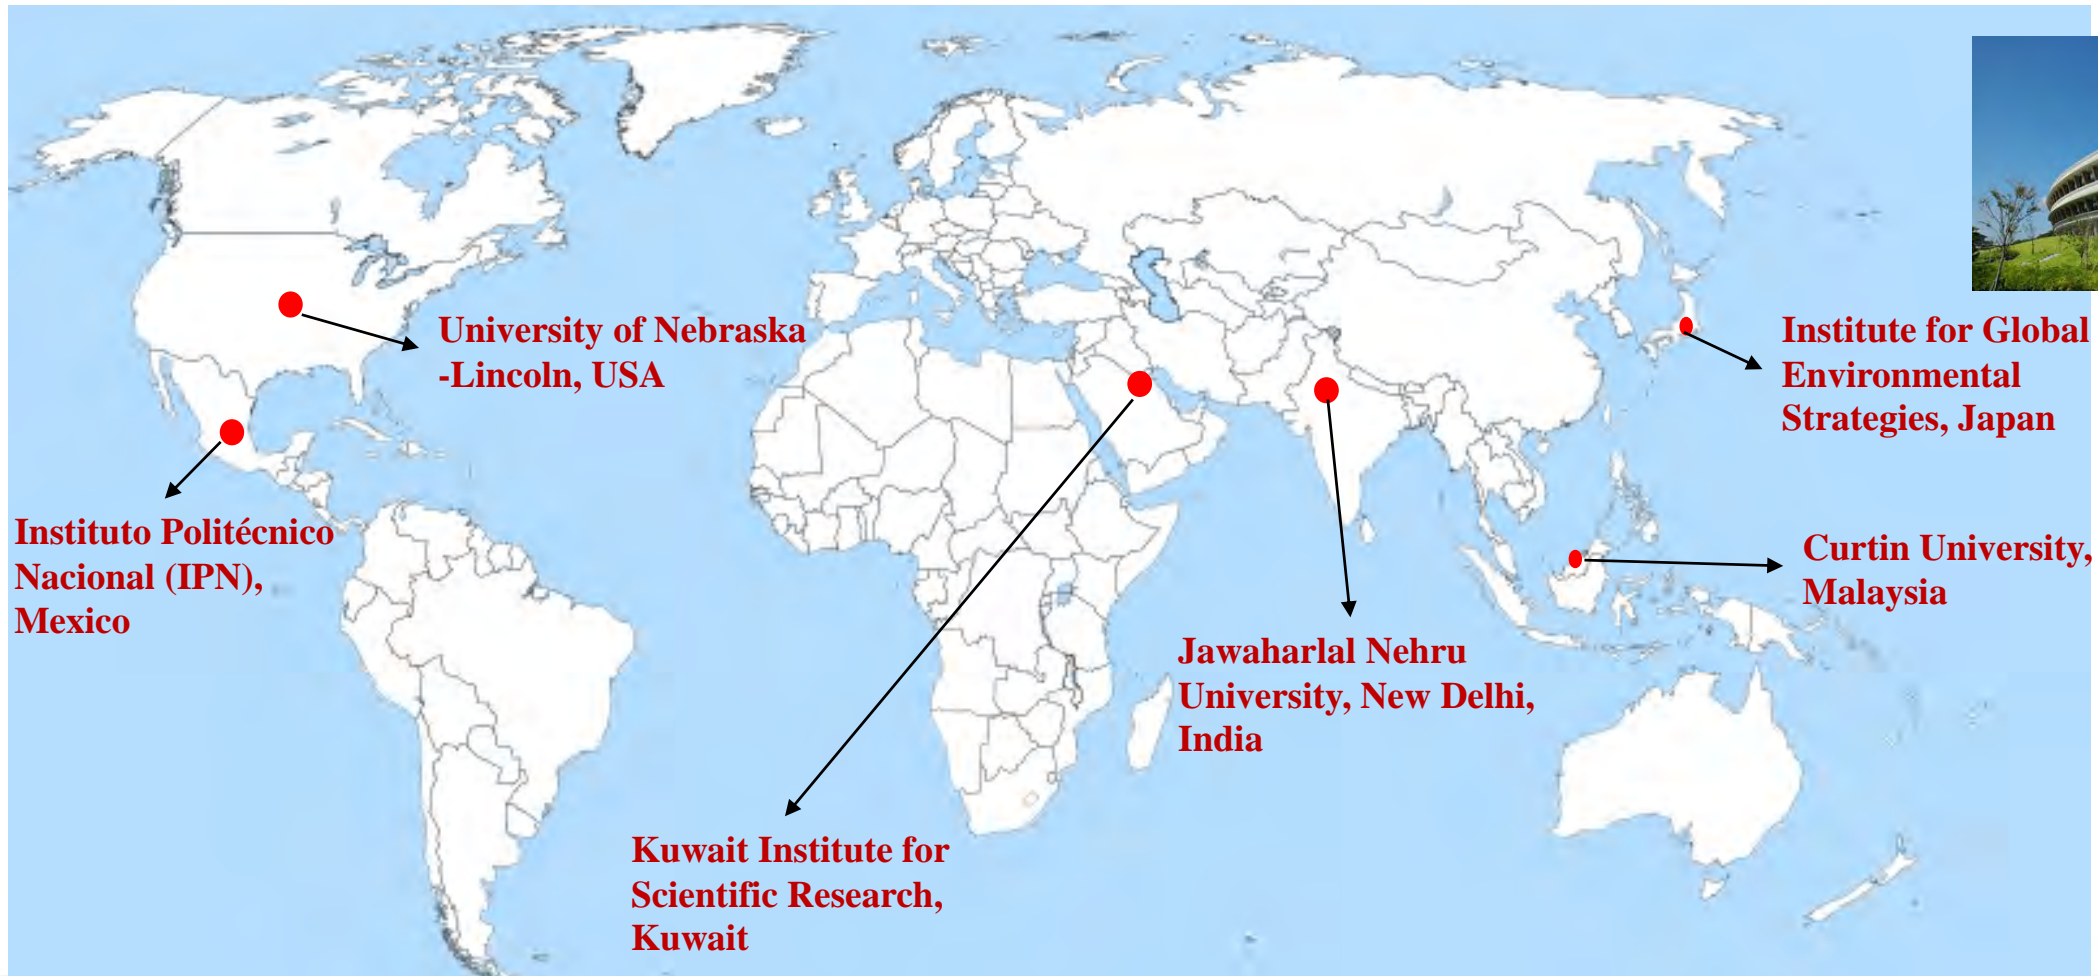 University of Nebraska
-Lincoln, USA
Institute for Global
Environmental
Strategies, Japan
Instituto Politécnico
Nacional (IPN),
Mexico
Curtin University,
Malaysia
Jawaharlal Nehru
University, New Delhi,
India
Kuwait Institute for
Scientific Research,
Kuwait